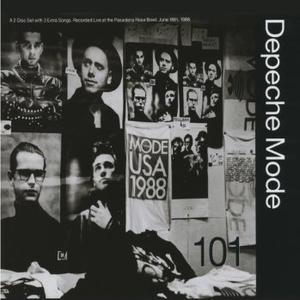 A 2 Disc Set with 3 Extra Songs. Recorded Live at the Pasadena Rose Bowl. June 18th, 1988.
Depeche Mode
MODE
USA
1988
101